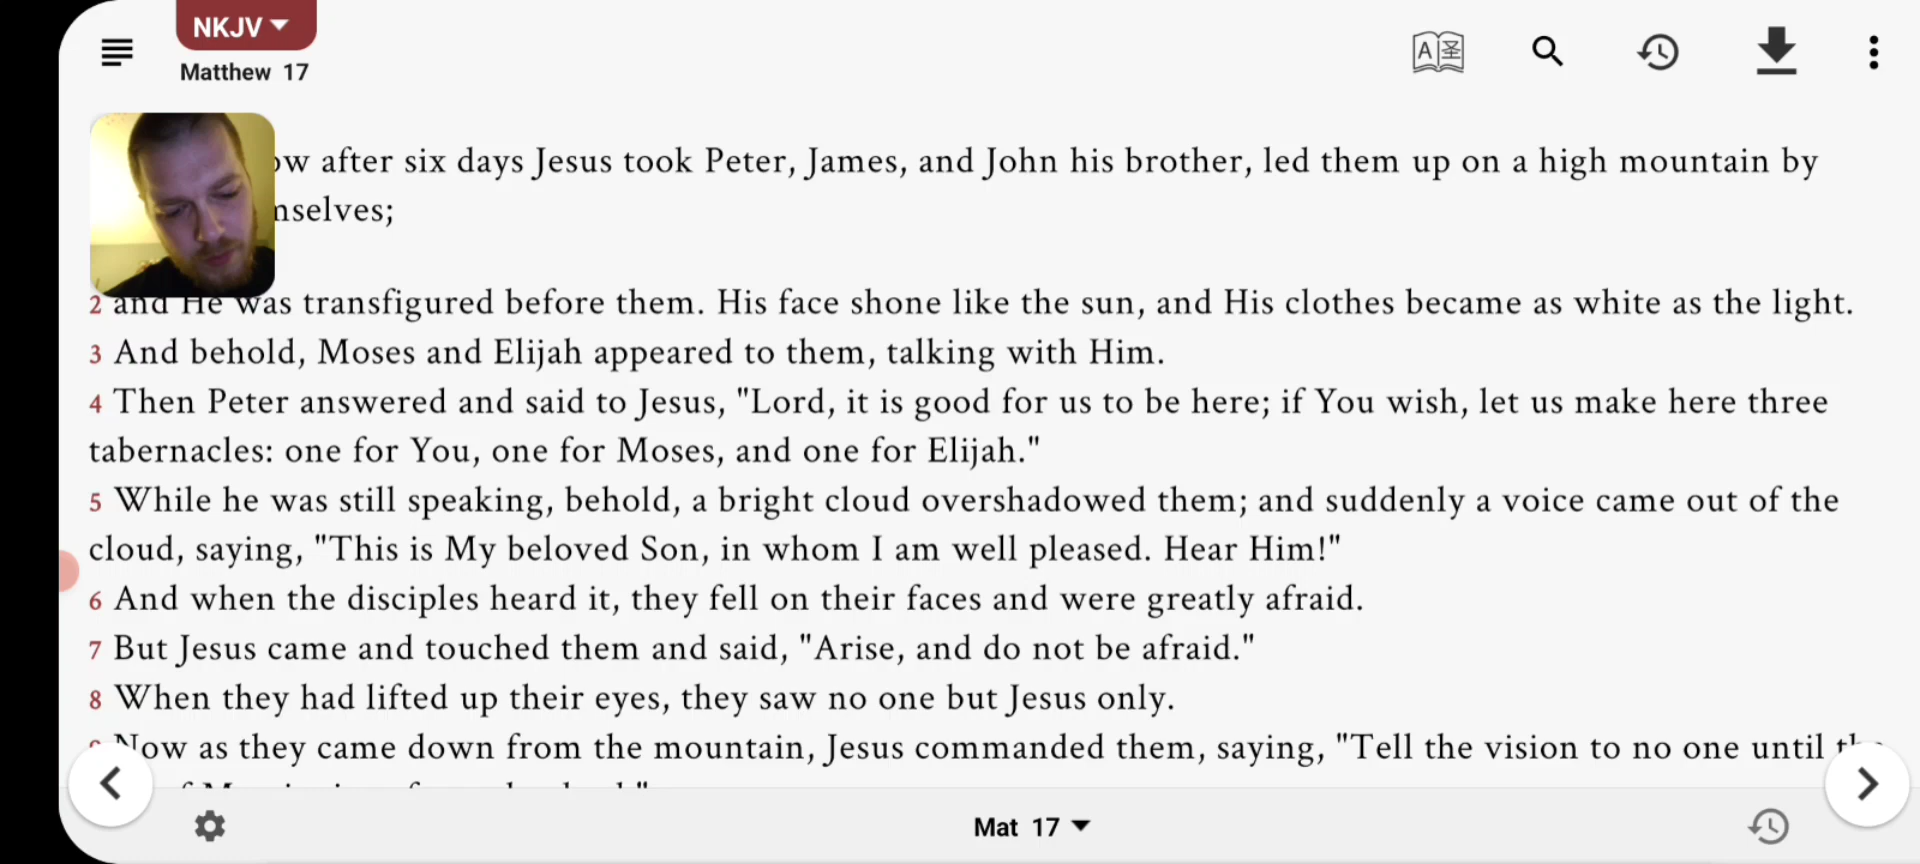 NKJV
Matthew 17
A 圣
after six days Jesus took Peter, James, and John his brother, led them up on a high mountain by
2 and He was transfigured before them. His face shone like the sun, and His clothes became as white as the light.
3 And behold, Moses and Elijah appeared to them, talking with Him.
4 Then Peter answered and said to Jesus, "Lord, it is good for us to be here; if You wish, let us make here three
tabernacles: one for You, one for Moses, and one for Elijah."
5 While he was still speaking, behold, a bright cloud overshadowed them; and suddenly a voice came out of the
cloud, saying, "This is My beloved Son, in whom I am well pleased. Hear Him!"
6 And when the disciples heard it, they fell on their faces and were greatly afraid.
7 But Jesus came and touched them and said, "Arise, and do not be afraid."
8 When they had lifted up their eyes, they saw no one but Jesus only.
Now as they came down from the mountain, Jesus commanded them, saying, "Tell the vision to no one until
Mat 17